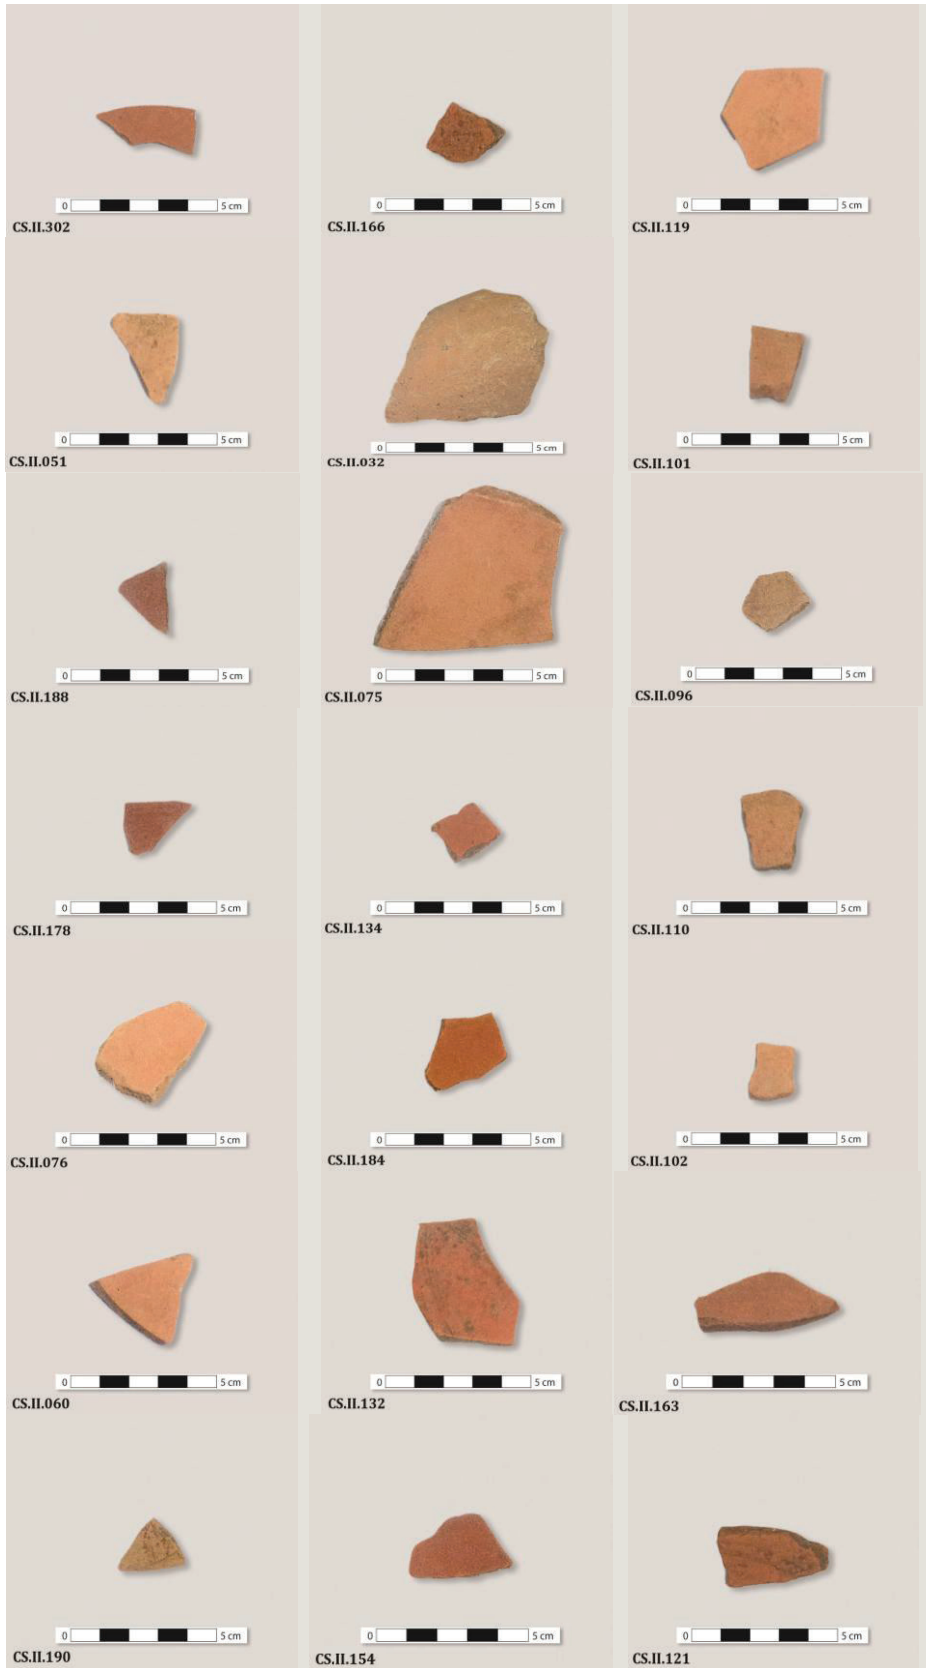 0 5 cm 0 5 cm 0 5 cm
CS.II.302 CS.II.166 CS.II.119
0 5 cm 0 5 cm 0 5 cm
CS.II.051 CS.II.032 CS.II.101
0 5 cm 0 5 cm 0 5 cm
CS.II.188 CS.II.075 CS.II.096
0 5 cm 0 5 cm 0 5 cm
CS.II.178 CS.II.134 CS.II.110
0 5 cm 0 5 cm 0 5 cm
CS.II.076 CS.II.184 CS.II.102
0 5 cm 0 5 cm 0 5 cm
CS.II.060 CS.II.132 CS.II.163
0 5 cm 0 5 cm 0 5 cm
CS.II.190 CS.II.154 CS.II.121